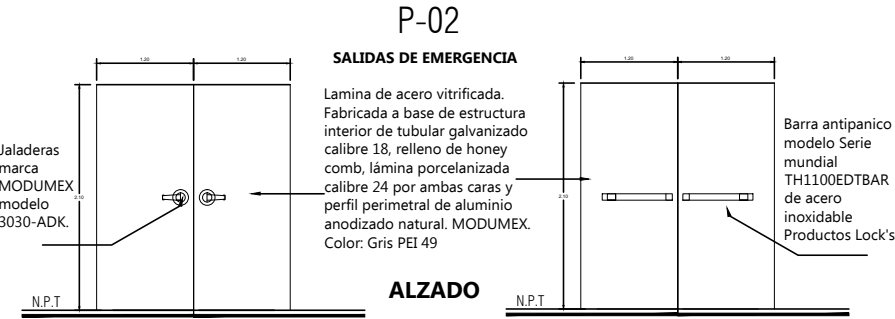 P-02
SALIDAS DE EMERGENCIA
1.20
1.20
2.10
Jaladeras
marca
MODUMEX
modelo
3030-ADK.
N.P.T
Lamina de acero vitrificada.
Fabricada a base de estructura
interior de tubular galvanizado
calibre 18, relleno de honey
comb, lámina porcelanizada
calibre 24 por ambas caras y
perfil perimetral de aluminio
anodizado natural. MODUMEX.
Color: Gris PEI 49
ALZADO
1.20
1.20
2.10
N.P.T
Barra antipanico
modelo Serie
mundial
TH1100EDTBAR
de acero
inoxidable
Productos Lock's